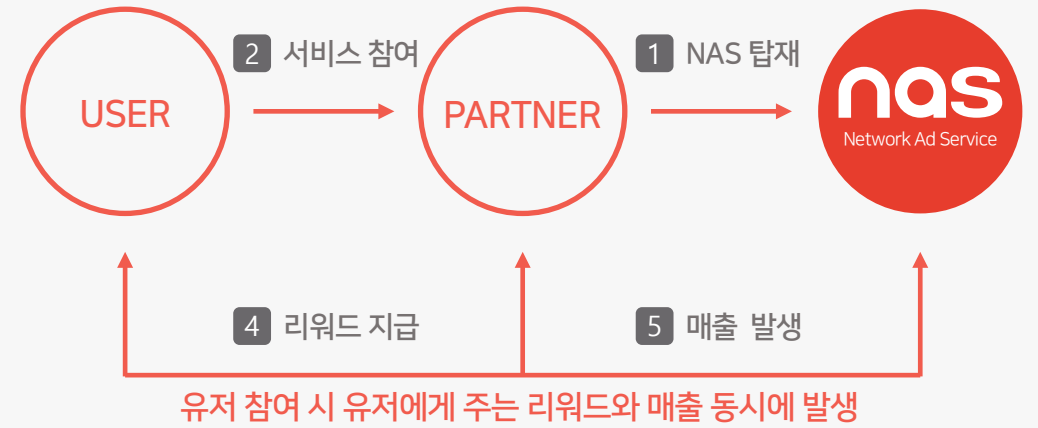 2 서비스 참여
1 NAS 탑재
USER
PARTNER
nas
Network Ad Service
4 리워드 지급
5 매출 발생
유저 참여 시 유저에게 주는 리워드와 매출 동시에 발생